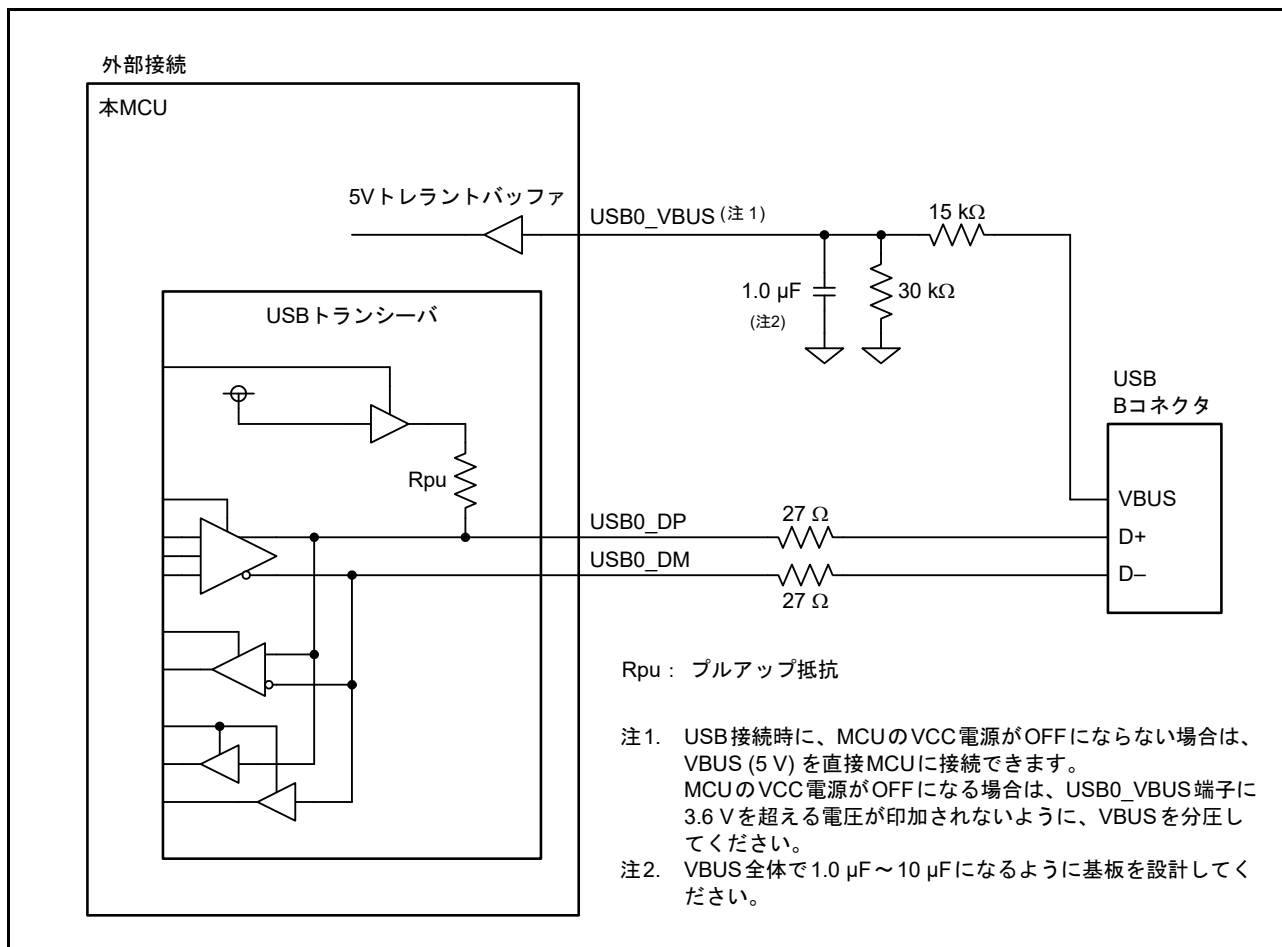 外部接続
本MCU
5Vトレラントバッファ
USB0_VBUS (注 1)
15 kΩ
1.0 µF
(注2)
30 kΩ
USBトランシーバ
USB
Bコネクタ
Rpu
VBUS
USB0_DP
27 Ω
D+
USB0_DM
27 Ω
D–
Rpu : プルアップ抵抗
注1. USB接続時に、MCUのVCC電源がOFFにならない場合は、
VBUS (5 V) を直接MCUに接続できます。
MCUのVCC電源がOFFになる場合は、USB0_VBUS端子に
3.6 Vを超える電圧が印加されないように、VBUSを分圧し
てください。
注2. VBUS全体で1.0 µF～10 µFになるように基板を設計してく
ださい。